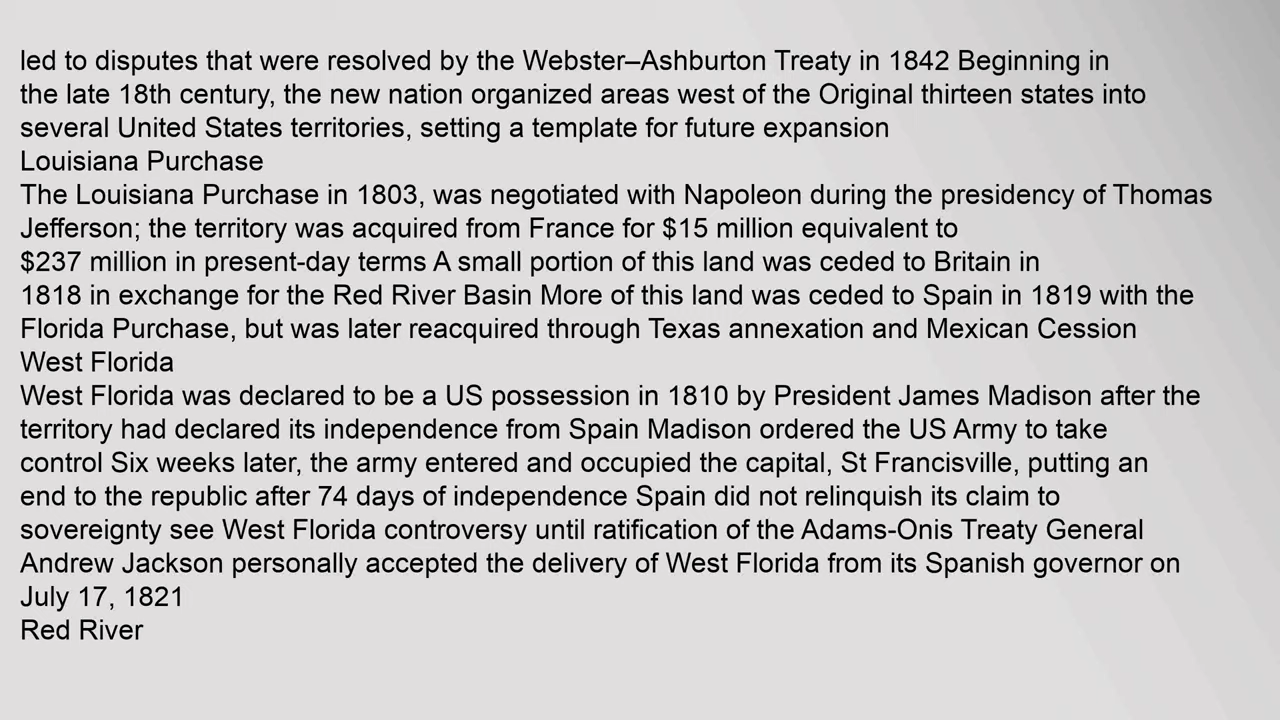 led to disputes that were resolved by the Webster–Ashburton Treaty in 1842 Beginning in
the late 18th century, the new nation organized areas west of the Original thirteen states into
several United States territories, setting a template for future expansion
Louisiana Purchase
The Louisiana Purchase in 1803, was negotiated with Napoleon during the presidency of Thomas
Jefferson; the territory was acquired from France for $15 million equivalent to
$237 million in present-day terms A small portion of this land was ceded to Britain in
1818 in exchange for the Red River Basin More of this land was ceded to Spain in 1819 with the
Florida Purchase, but was later reacquired through Texas annexation and Mexican Cession
West Florida
West Florida was declared to be a US possession in 1810 by President James Madison after the
territory had declared its independence from Spain Madison ordered the US Army to take
control Six weeks later, the army entered and occupied the capital, St Francisville, putting an
end to the republic after 74 days of independence Spain did not relinquish its claim to
sovereignty see West Florida controversy until ratification of the Adams-Onis Treaty General
Andrew Jackson personally accepted the delivery of West Florida from its Spanish governor on
July 17, 1821
Red River